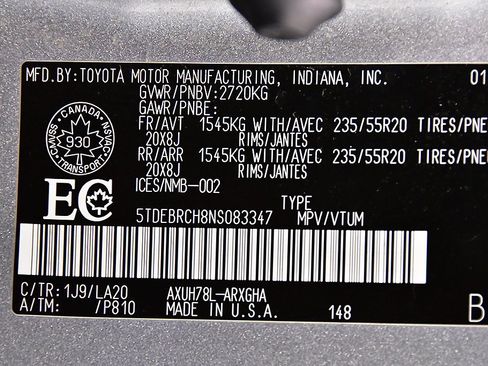 MFD.BY:TOYOTA MOTOR MANUFACTURING, INDIANA, INC. 01
GVWR/PNBV:2720KG
GAWR/PNBE:
FR/AVT 1545KG WITH/AVEC 235/55R20 TIRES/PNE
20X8J RIMS/JANTES
RR/ARR 1545KG WITH/AVEC 235/55R20 TIRES/PNE
20X8J RIMS/JANTES
ICES/NMB-002
CANADA
930
TRANSPORT
CMVSS
NSVAC
EC
TYPE
5TDEBRCH8NS083347 MPV/VTUM
C/TR:1J9/LA20 AXUH78L-ARXGHA
A/TM: /P810 MADE IN U.S.A. 148
B